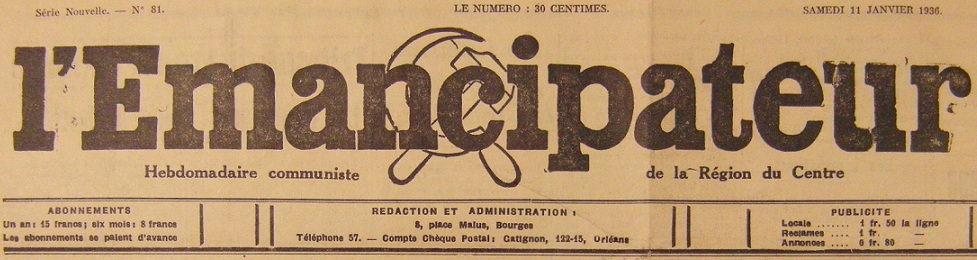 Série Nouvelle. — N° 81. LE NUMERO : 30 CENTIMES. SAMEDI 11 JANVIER 1936.
l'Emancipateur
Hebdomadaire communiste de la Région du Centre
ABONNEMENTS
Un an : 15 francs ; six mois : 8 francs
Les abonnements se paient d'avance
REDACTION ET ADMINISTRATION :
8, place Malus, Bourges
Téléphone 57. — Compte Chèque Postal : Catignon, 122-15, Orléans
PUBLICITE
Locale ....... 1 fr. 50 la ligne
Réclames .... 1 fr. —
Annonces .... 0 fr. 80 —